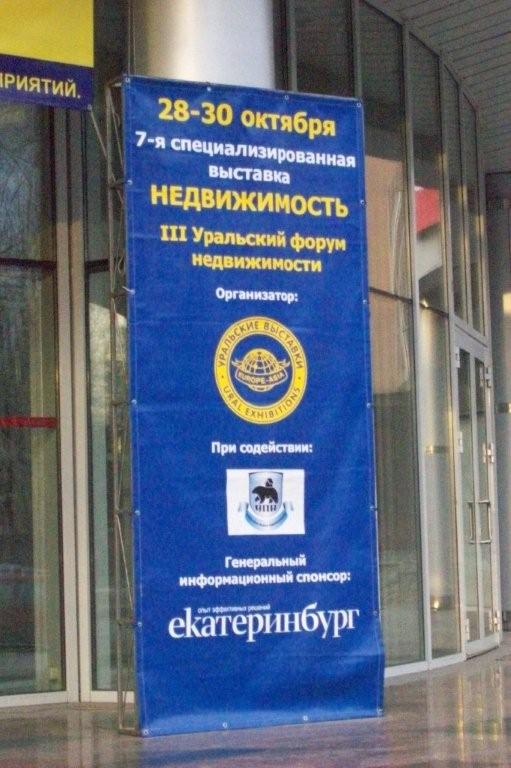 ПРИЯТИЙ.
28-30 октября
7-я специализированная
выставка
НЕДВИЖИМОСТЬ
III Уральский форум
недвижимости
Организатор:
УРАЛЬСКИЕ ВЫСТАВКИ
EUROPE-ASIA
URAL EXHIBITIONS
При содействии:
Генеральный
информационный спонсор:
опыт эффективных решений
екатеринбург